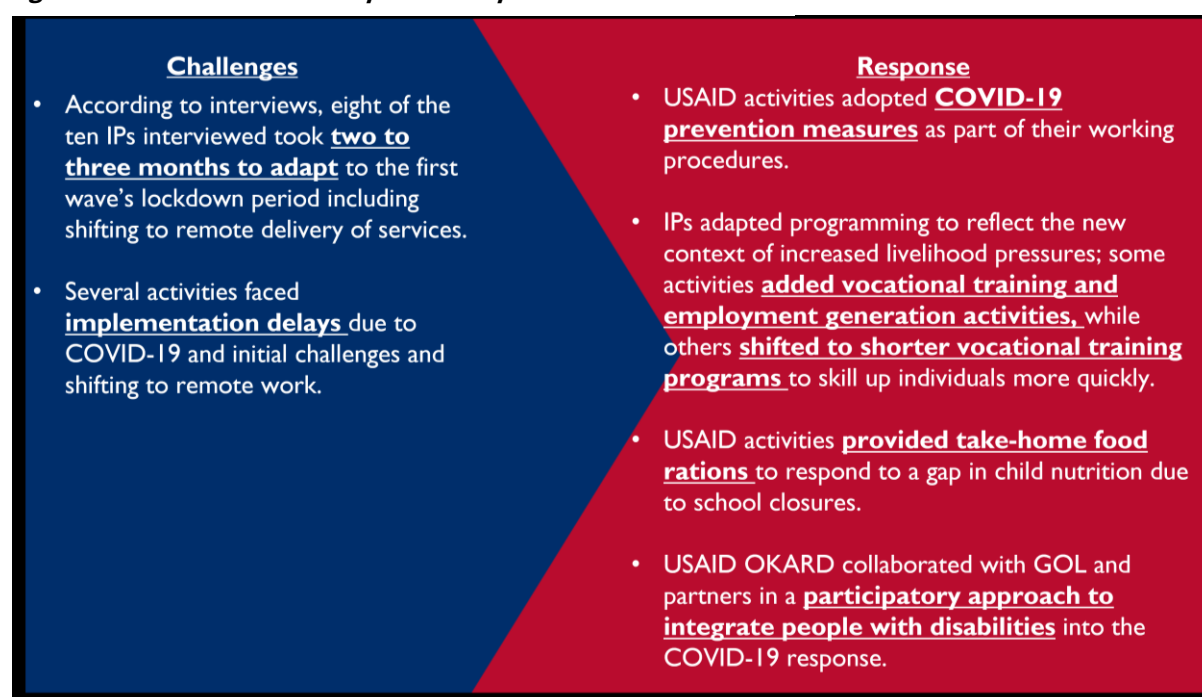 Challenges
• According to interviews, eight of the
ten IPs interviewed took two to
three months to adapt to the first
wave's lockdown period including
shifting to remote delivery of services.
• Several activities faced
implementation delays due to
COVID-19 and initial challenges and
shifting to remote work.
Response
• USAID activities adopted COVID-19
prevention measures as part of their working
procedures.
• IPs adapted programming to reflect the new
context of increased livelihood pressures; some
activities added vocational training and
employment generation activities, while
others shifted to shorter vocational training
programs to skill up individuals more quickly.
• USAID activities provided take-home food
rations to respond to a gap in child nutrition due
to school closures.
• USAID OKARD collaborated with GOL and
partners in a participatory approach to
integrate people with disabilities into the
COVID-19 response.